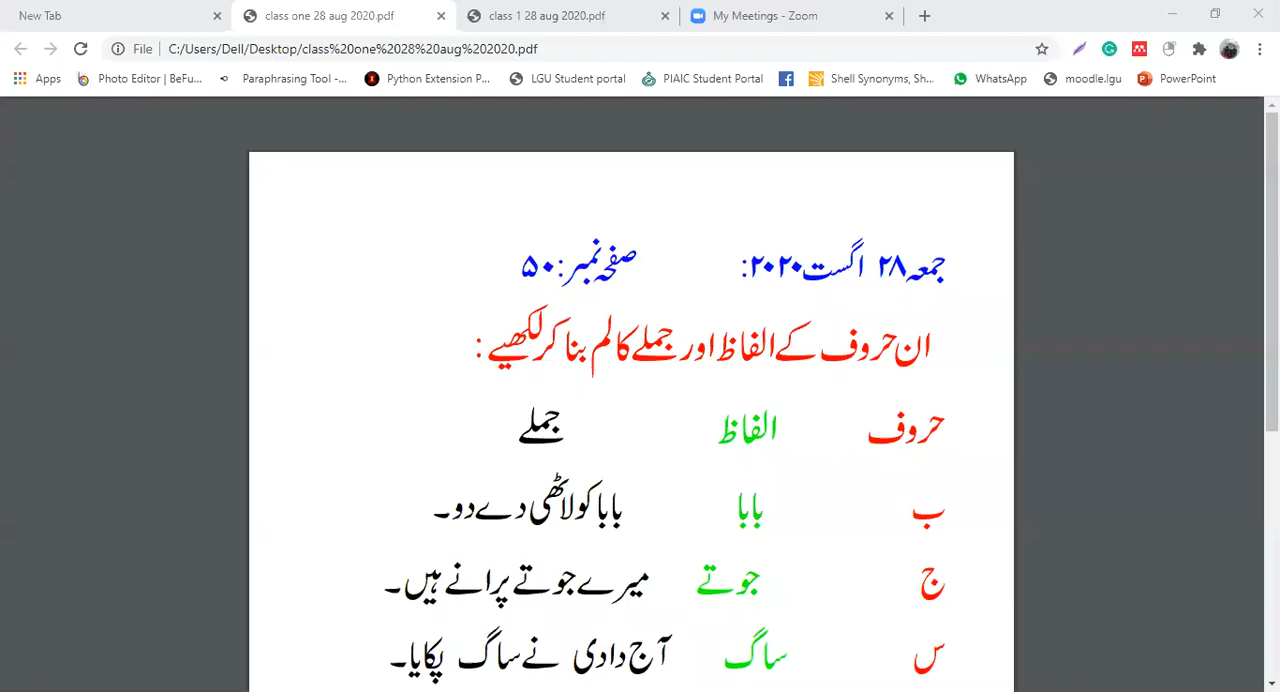 New Tab class one 28 aug 2020.pdf class 1 28 aug 2020.pdf My Meetings - Zoom
File C:/Users/Dell/Desktop/class%20one%2028%20aug%202020.pdf
Apps Photo Editor | BeFu... Paraphrasing Tool -... Python Extension P... LGU Student portal PIAIC Student Portal Shell Synonyms, Sh... WhatsApp moodle.lgu PowerPoint
جمعہ ۲۸ اگست ۲۰۲۰: صفحہ نمبر: ۵۰
ان حروف کے الفاظ اور جملے کالم بنا کر لکھیے :
حروف الفاظ جملے
ب بابا بابا کو لاٹھی دے دو۔
ج جوتے میرے جوتے پرانے ہیں۔
س ساگ آج دادی نے ساگ پکایا۔